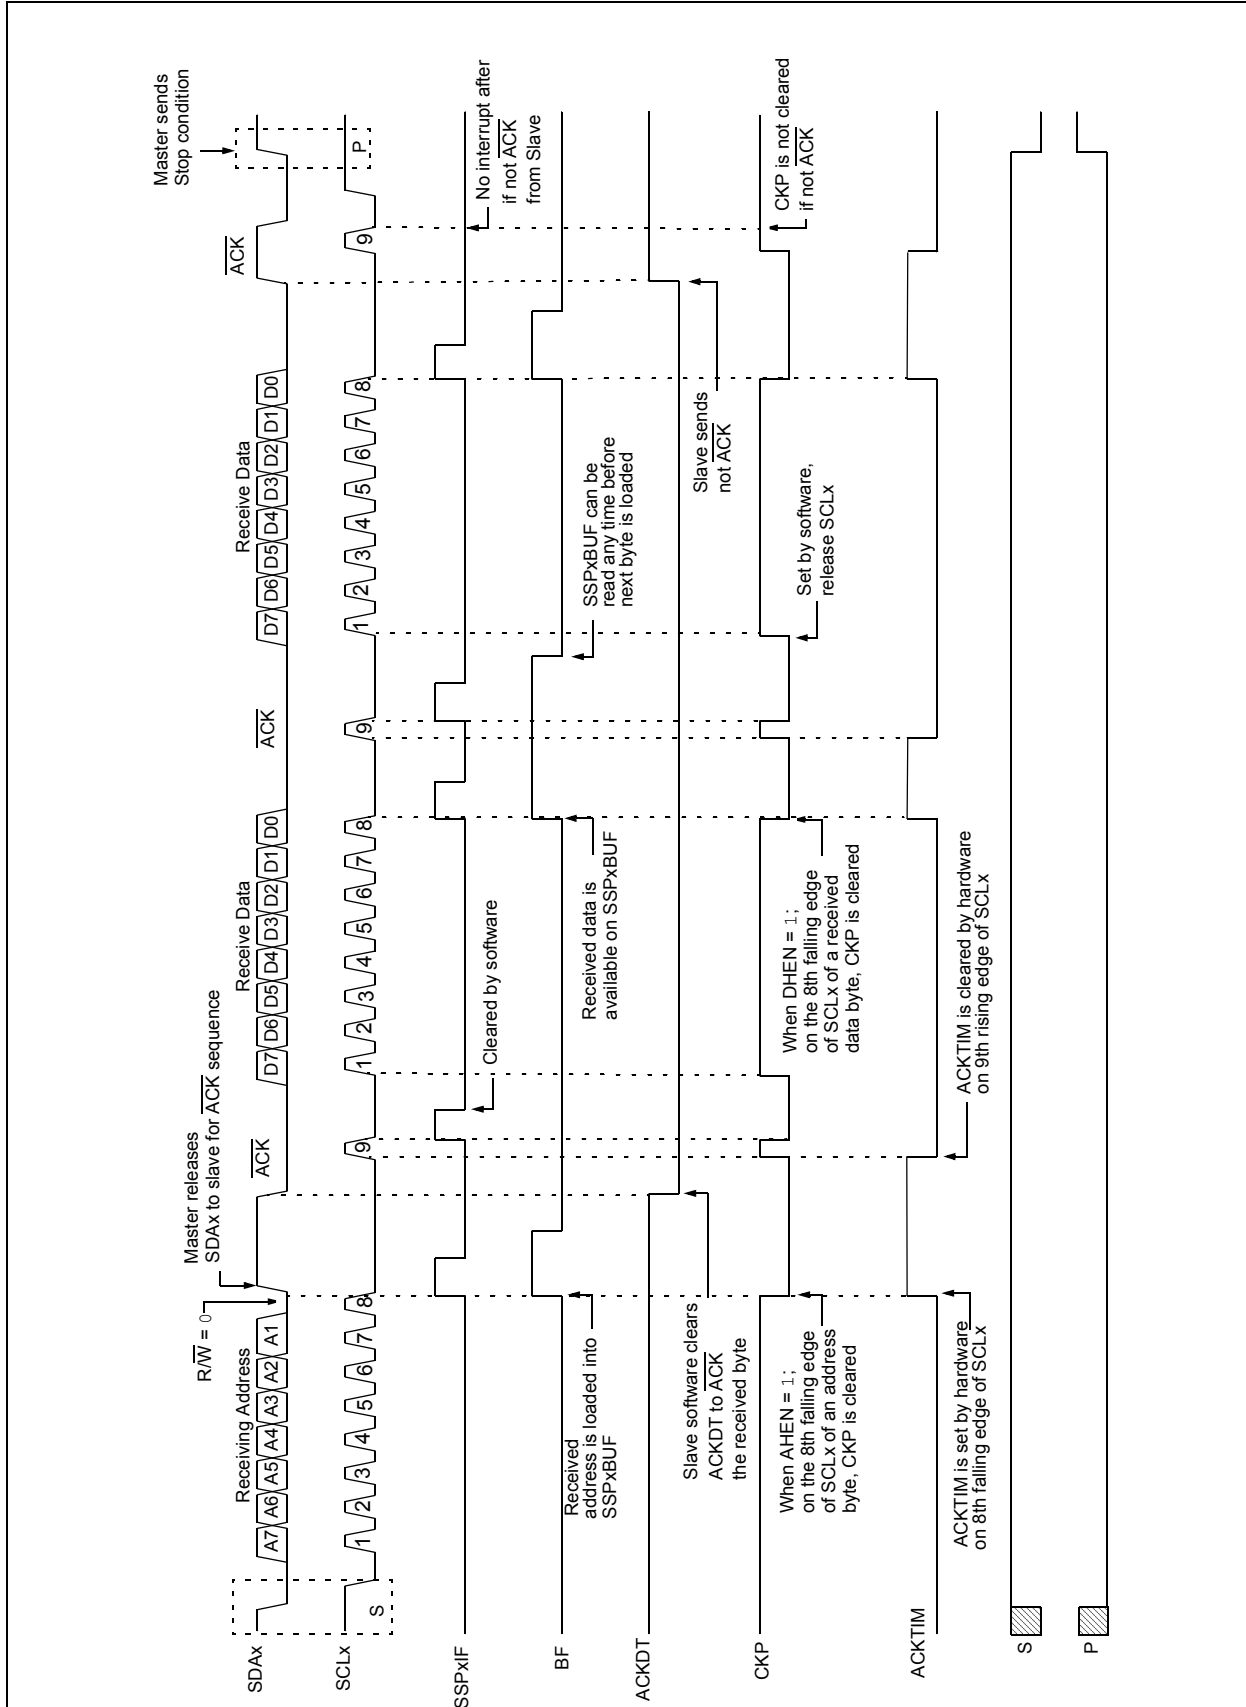 Master sends
Stop condition
Master releases
SDAx to slave for ACK sequence
R/W = 0
Receiving Address
ACK
Receive Data
ACK
Receive Data
ACK
SDAx
A7 A6 A5 A4 A3 A2 A1
D7 D6 D5 D4 D3 D2 D1 D0
D7 D6 D5 D4 D3 D2 D1 D0
SCLx
S
1 2 3 4 5 6 7 8 9
1 2 3 4 5 6 7 8 9
1 2 3 4 5 6 7 8 9
P
SSPxIF
Cleared by software
No interrupt after
if not ACK
from Slave
BF
Received
address is loaded into
SSPxBUF
Received data is
available on SSPxBUF
SSPxBUF can be
read any time before
next byte is loaded
ACKDT
Slave software clears
ACKDT to ACK
the received byte
Slave sends
not ACK
CKP
When AHEN = 1;
on the 8th falling edge
of SCLx of an address
byte, CKP is cleared
When DHEN = 1;
on the 8th falling edge
of SCLx of a received
data byte, CKP is cleared
Set by software,
release SCLx
CKP is not cleared
if not ACK
ACKTIM
ACKTIM is set by hardware
on 8th falling edge of SCLx
ACKTIM is cleared by hardware
on 9th rising edge of SCLx
S
P